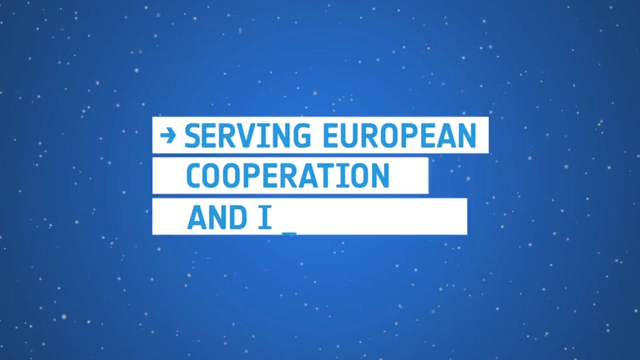 → SERVING EUROPEAN
COOPERATION
AND I _